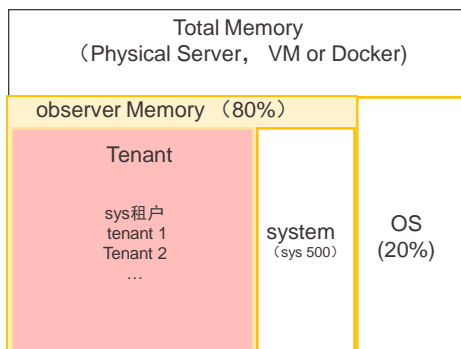 Total Memory
（Physical Server， VM or Docker)
observer Memory （80%）
Tenant
sys租户
tenant 1
Tenant 2
…
system
（sys 500）
OS
(20%)